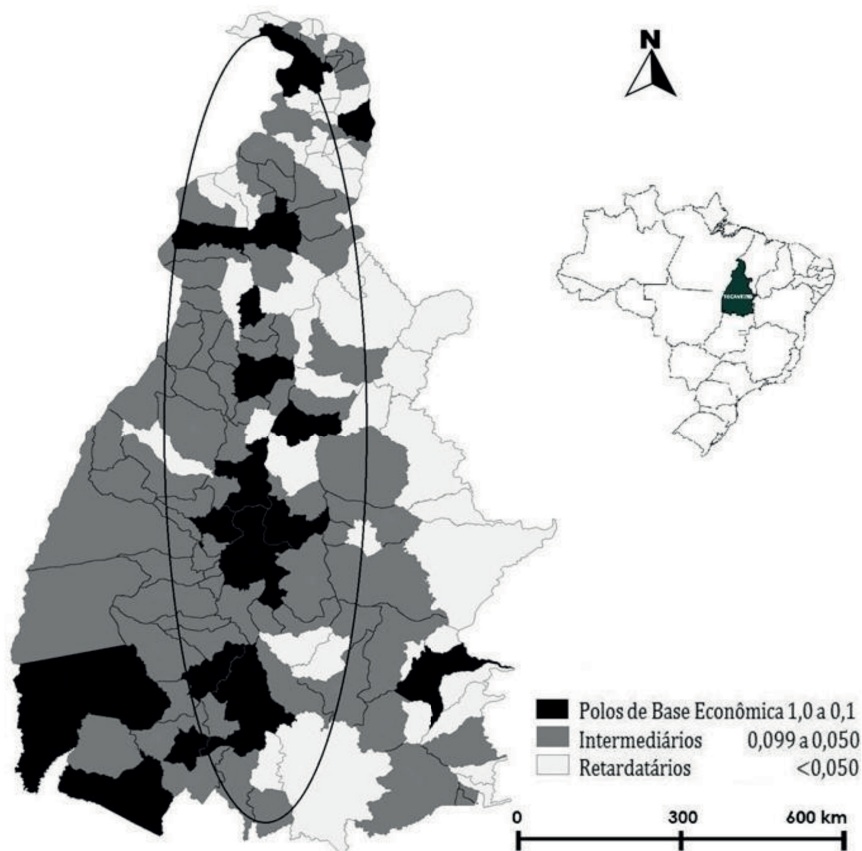 N
TOCANTINS
Polos de Base Econômica 1,0 a 0,1
Intermediários 0,099 a 0,050
Retardatários <0,050
0 300 600 km